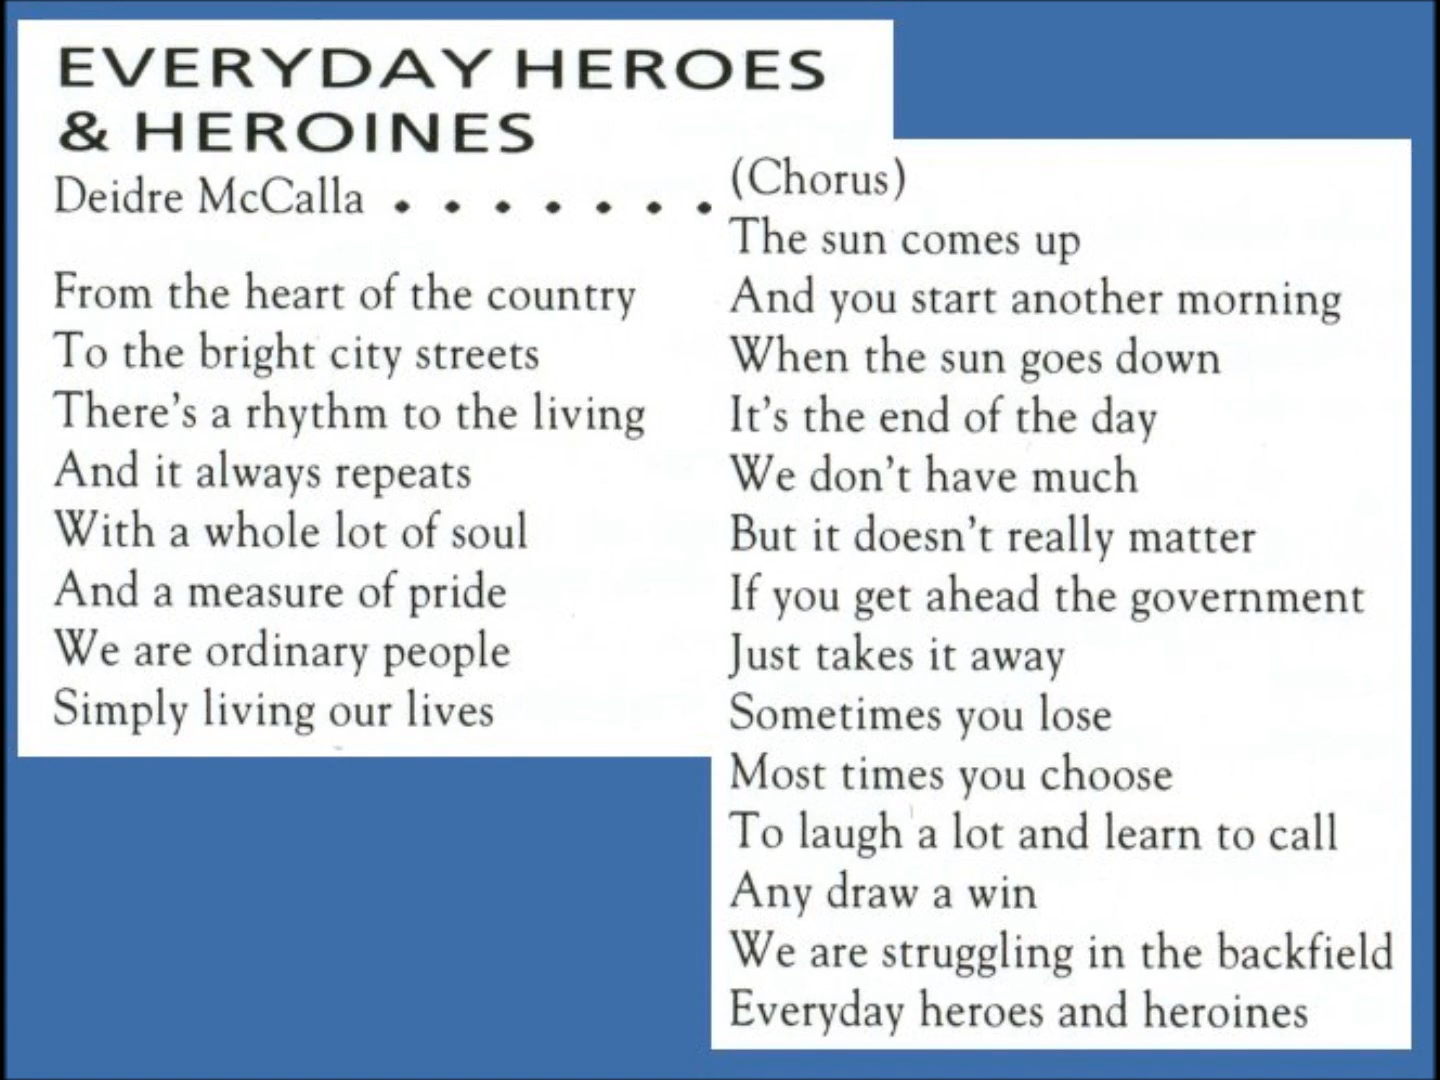 EVERYDAY HEROES
& HEROINES
Deidre McCalla . . . . . . .
From the heart of the country
To the bright city streets
There's a rhythm to the living
And it always repeats
With a whole lot of soul
And a measure of pride
We are ordinary people
Simply living our lives
(Chorus)
The sun comes up
And you start another morning
When the sun goes down
It's the end of the day
We don't have much
But it doesn't really matter
If you get ahead the government
Just takes it away
Sometimes you lose
Most times you choose
To laugh a lot and learn to call
Any draw a win
We are struggling in the backfield
Everyday heroes and heroines